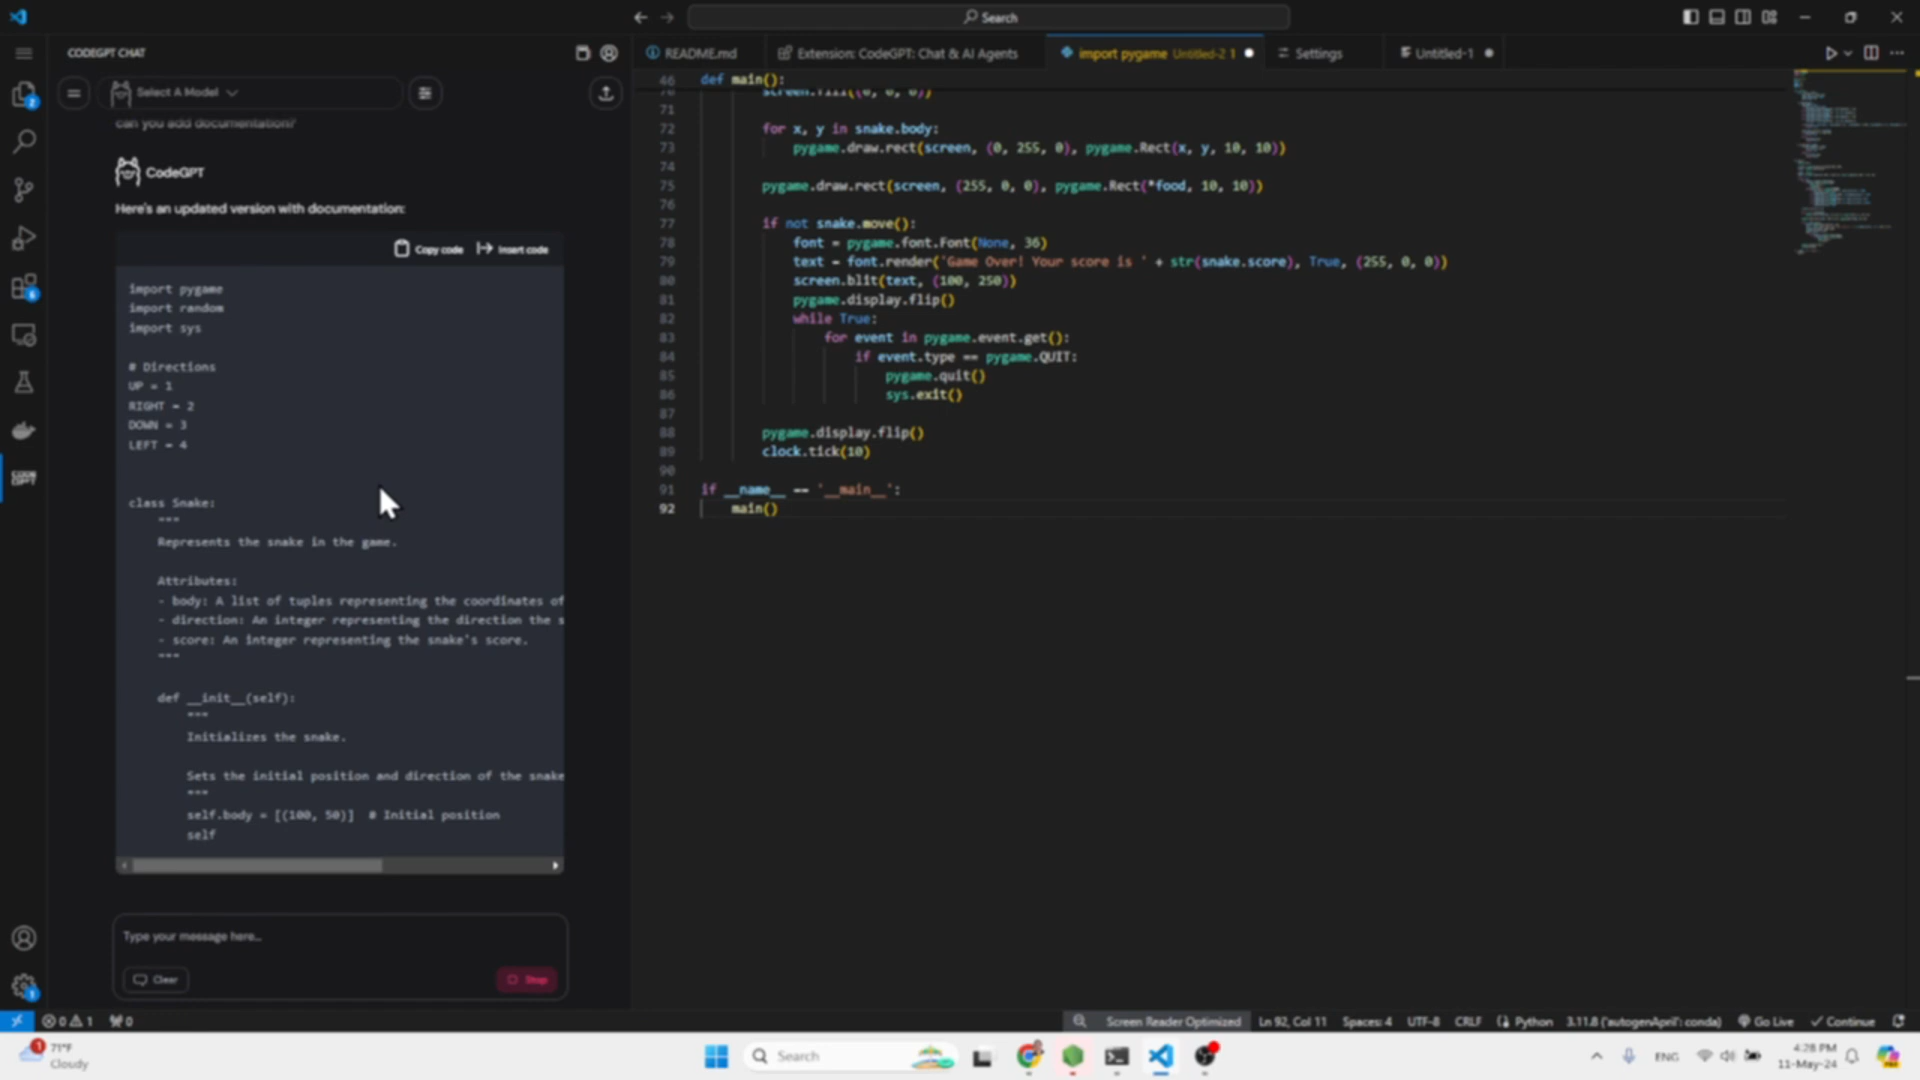 Search
CODEGPT CHAT
README.md
Extension: CodeGPT: Chat & AI Agents
import pygame Untitled-2 1
Settings
Untitled-1
Select A Model
can you add documentation?
CodeGPT
Here's an updated version with documentation:
Copy code
Insert code
import pygame
import random
import sys
# Directions
UP = 1
RIGHT = 2
DOWN = 3
LEFT = 4
class Snake:
"""
Represents the snake in the game.
Attributes:
- body: A list of tuples representing the coordinates of
- direction: An integer representing the direction the s
- score: An integer representing the snake's score.
"""
def __init__(self):
"""
Initializes the snake.
Sets the initial position and direction of the snake
"""
self.body = [(100, 50)]  # Initial position
self
Type your message here...
Clear
Stop
CODE
GPT
2
6
1
46 def main():
70 screen.fill((0, 0, 0))
71
72 for x, y in snake.body:
73 pygame.draw.rect(screen, (0, 255, 0), pygame.Rect(x, y, 10, 10))
74
75 pygame.draw.rect(screen, (255, 0, 0), pygame.Rect(*food, 10, 10))
76
77 if not snake.move():
78 font = pygame.font.Font(None, 36)
79 text = font.render('Game Over! Your score is ' + str(snake.score), True, (255, 0, 0))
80 screen.blit(text, (100, 250))
81 pygame.display.flip()
82 while True:
83 for event in pygame.event.get():
84 if event.type == pygame.QUIT:
85 pygame.quit()
86 sys.exit()
87
88 pygame.display.flip()
89 clock.tick(10)
90
91 if __name__ == '__main__':
92 main()
0 1 0
Screen Reader Optimized
Ln 92, Col 11
Spaces: 4
UTF-8
CRLF
Python
3.11.8 ('autogenApril': conda)
Go Live
Continue
1
71°F
Cloudy
Search
ENG
4:28 PM
11-May-24